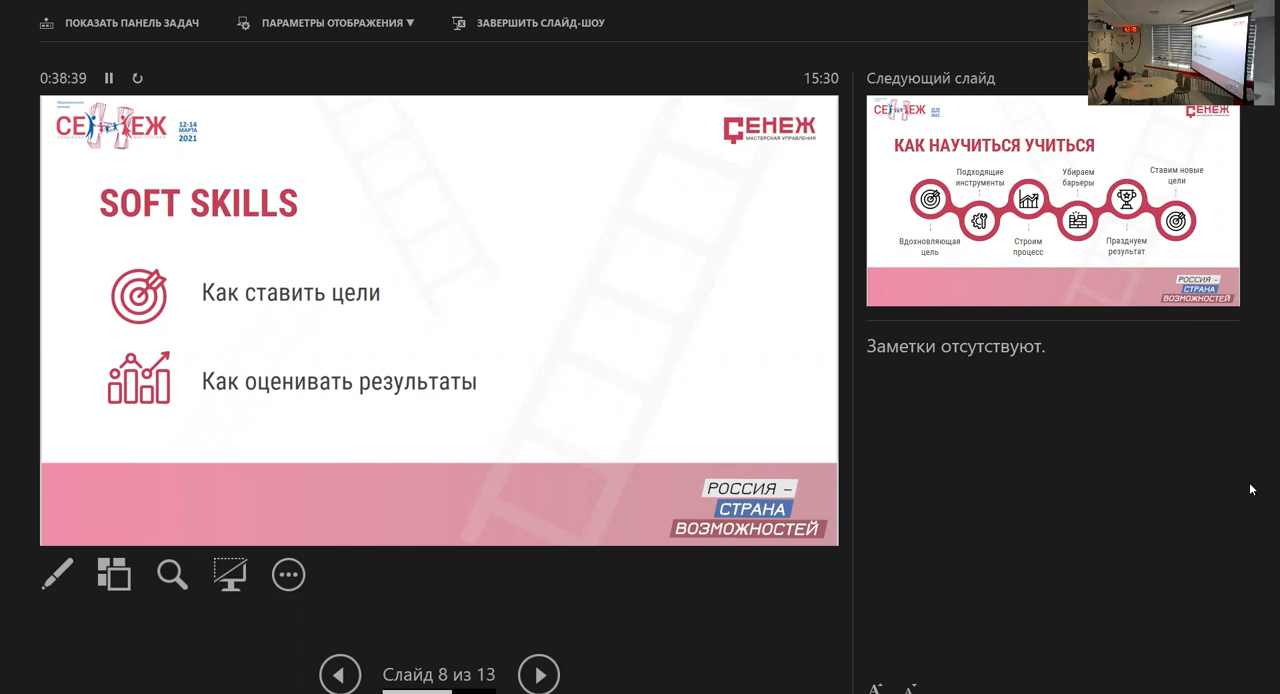 ПОКАЗАТЬ ПАНЕЛЬ ЗАДАЧ
ПАРАМЕТРЫ ОТОБРАЖЕНИЯ ▼
ЗАВЕРШИТЬ СЛАЙД-ШОУ
0:38:39
15:30
СЕНЕЖ
12-14
МАРТА
2021
СЕНЕЖ
МАСТЕРСКАЯ УПРАВЛЕНИЯ
SOFT SKILLS
Как ставить цели
Как оценивать результаты
РОССИЯ –
СТРАНА
ВОЗМОЖНОСТЕЙ
Слайд 8 из 13
Следующий слайд
СЕНЕЖ
СЕНЕЖ
КАК НАУЧИТЬСЯ УЧИТЬСЯ
Подходящие
инструменты
Убираем
барьеры
Ставим новые
цели
Вдохновляющая
цель
Строим
процесс
Празднуем
результат
РОССИЯ –
СТРАНА
ВОЗМОЖНОСТЕЙ
Заметки отсутствуют.